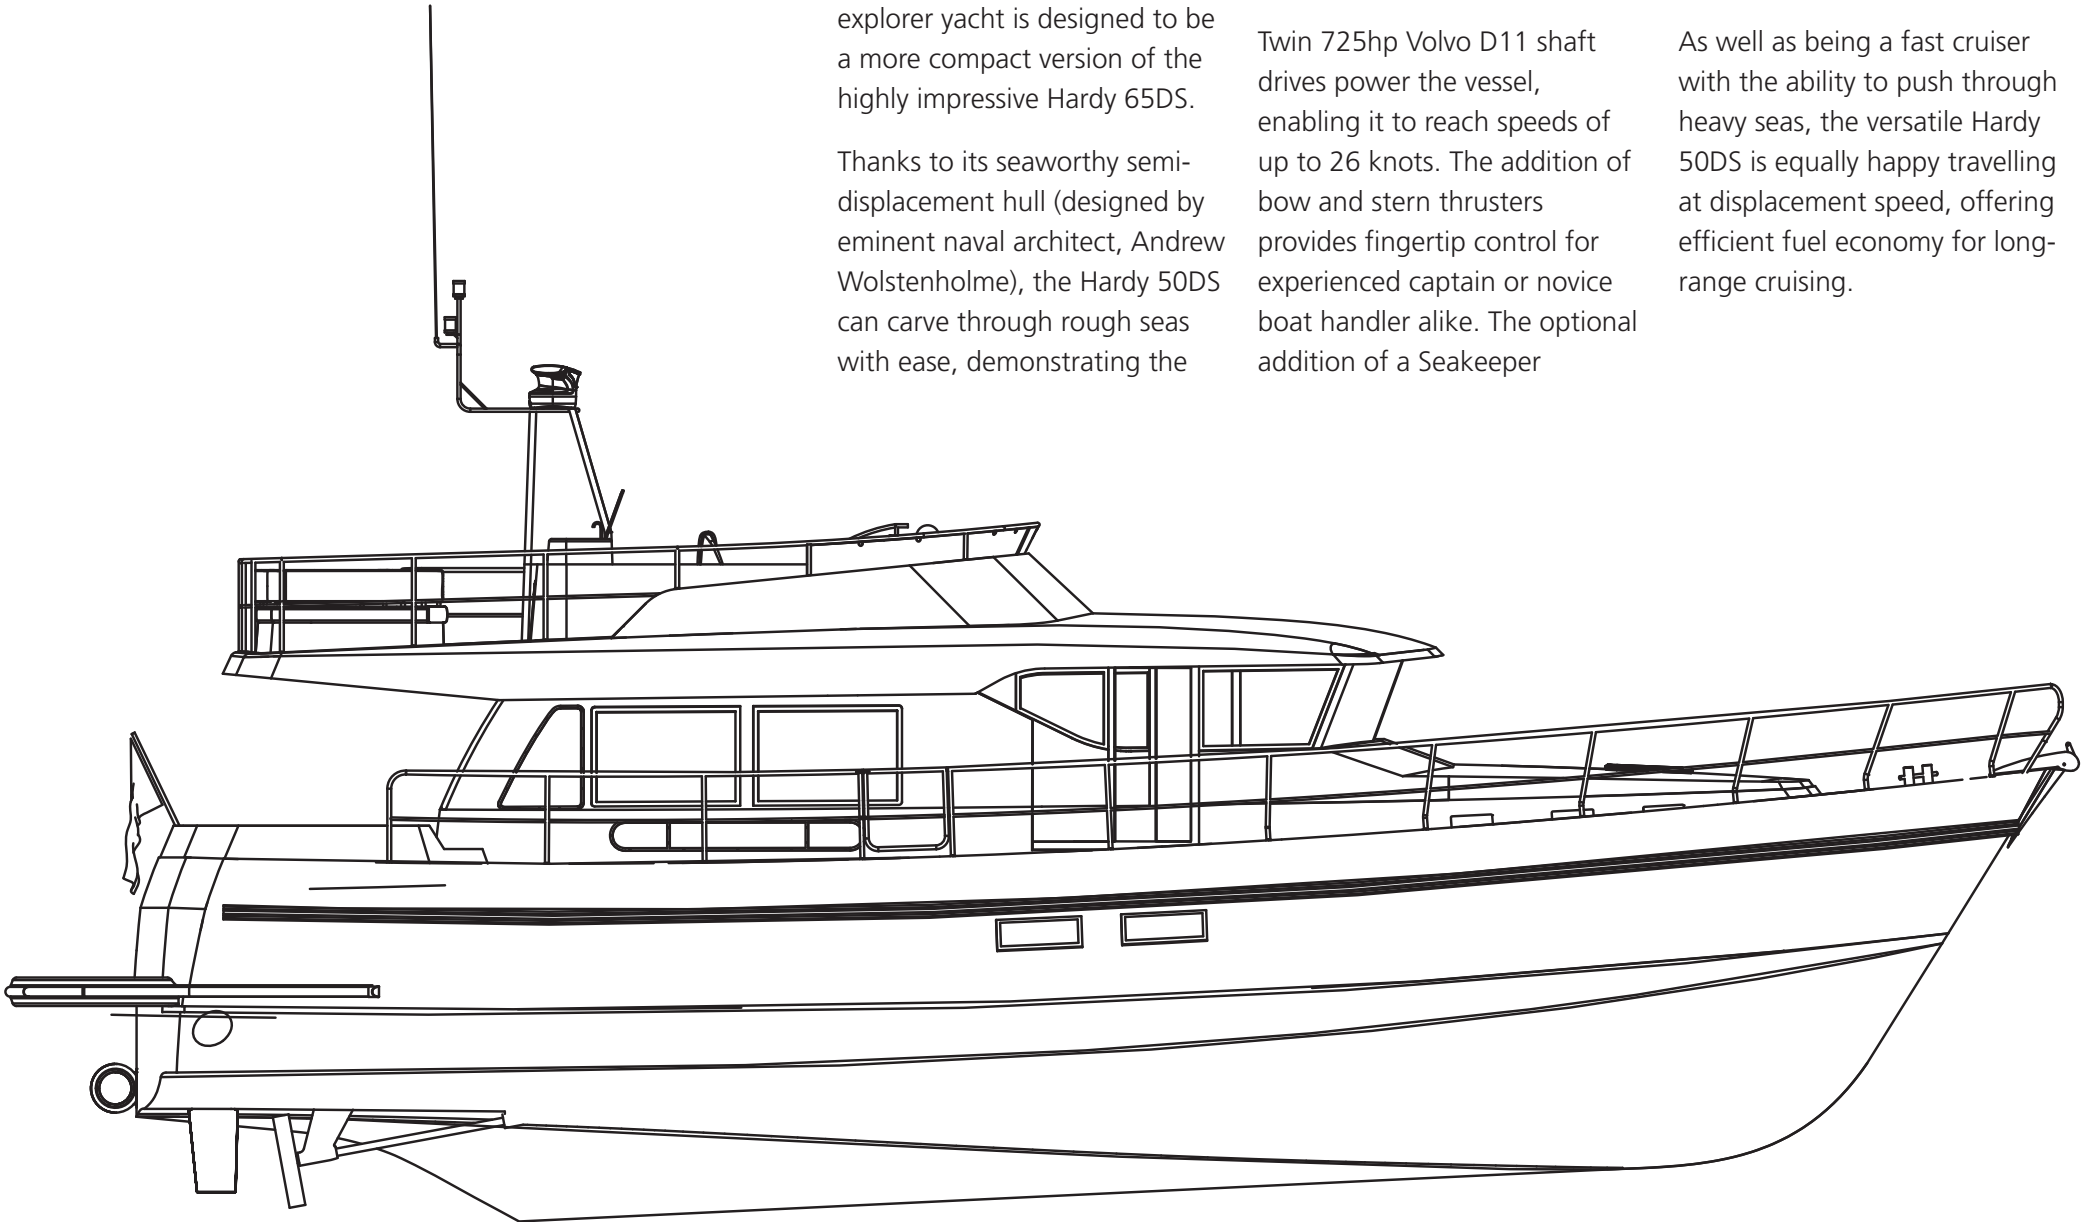 explorer yacht is designed to be
a more compact version of the
highly impressive Hardy 65DS.
Thanks to its seaworthy semi-
displacement hull (designed by
eminent naval architect, Andrew
Wolstenholme), the Hardy 50DS
can carve through rough seas
with ease, demonstrating the
Twin 725hp Volvo D11 shaft
drives power the vessel,
enabling it to reach speeds of
up to 26 knots. The addition of
bow and stern thrusters
provides fingertip control for
experienced captain or novice
boat handler alike. The optional
addition of a Seakeeper
As well as being a fast cruiser
with the ability to push through
heavy seas, the versatile Hardy
50DS is equally happy travelling
at displacement speed, offering
efficient fuel economy for long-
range cruising.